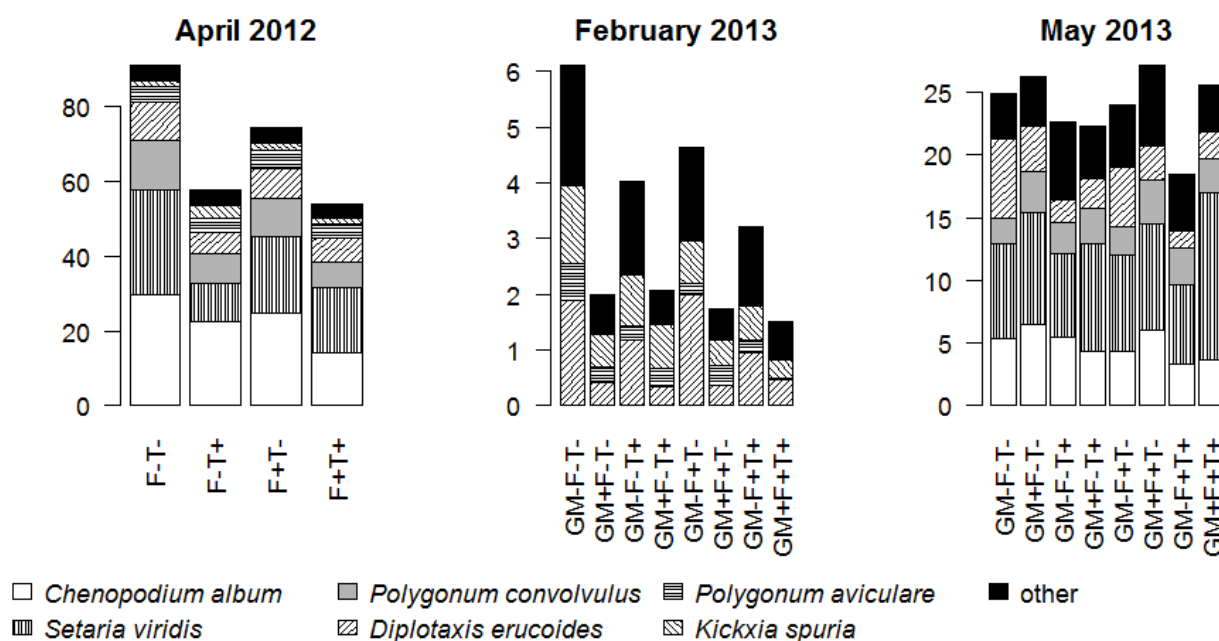 April 2012
February 2013
May 2013
80
60
40
20
0
6
5
4
3
2
1
0
25
20
15
10
5
0
F-T-
F-T+
F+T-
F+T+
GM-F-T-
GM+F-T-
GM-F-T+
GM+F-T+
GM-F+T-
GM+F+T-
GM-F+T+
GM+F+T+
GM-F-T-
GM+F-T-
GM-F-T+
GM+F-T+
GM-F+T-
GM+F+T-
GM-F+T+
GM+F+T+
Chenopodium album
Polygonum convolvulus
Polygonum aviculare
other
Setaria viridis
Diplotaxis erucoides
Kickxia spuria